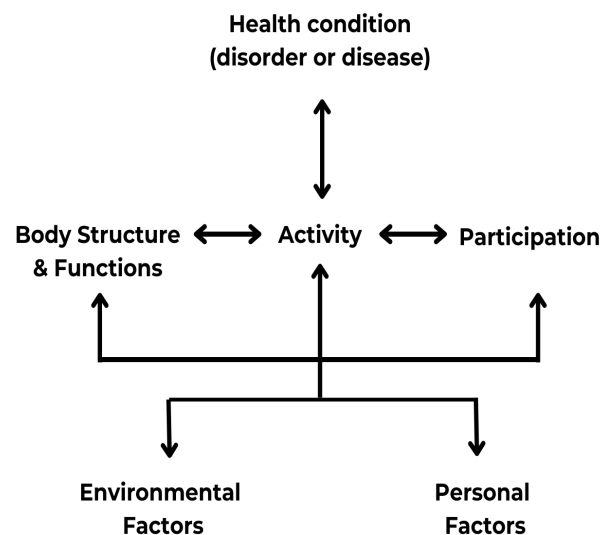 Health condition
(disorder or disease)
Body Structure
& Functions
Activity
Participation
Environmental
Factors
Personal
Factors